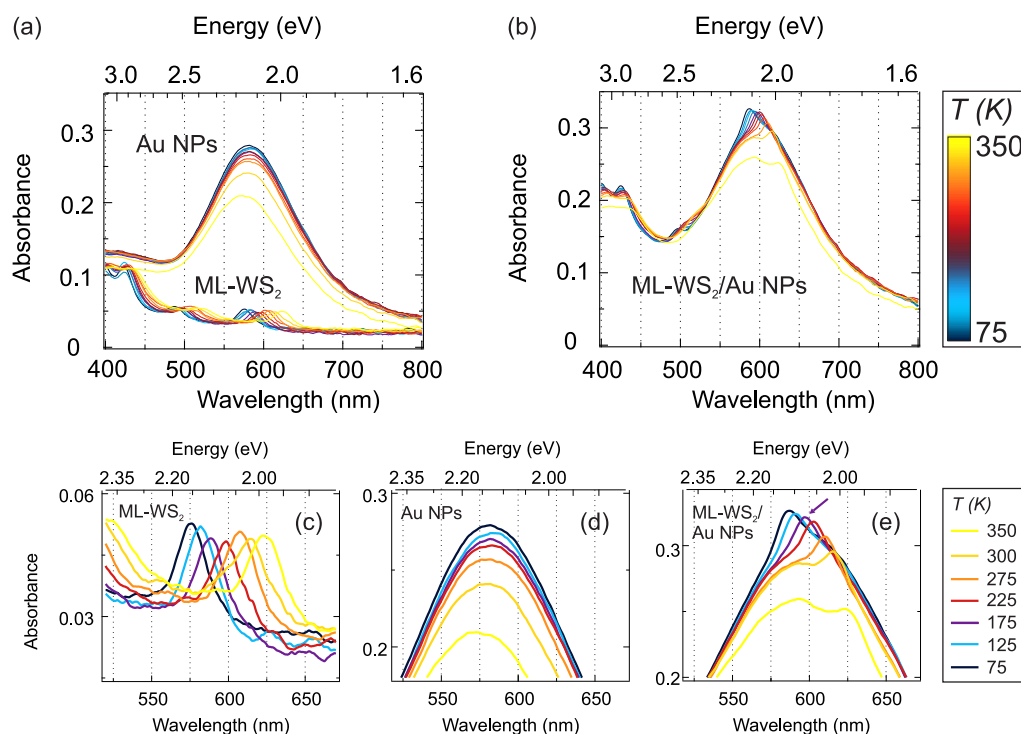 (a)
Energy (eV)
3.0 2.5 2.0 1.6
Absorbance
0.3
0.2
0.1
0
Au NPs
ML-WS2
400 500 600 700 800
Wavelength (nm)
(b)
Energy (eV)
3.0 2.5 2.0 1.6
Absorbance
0.3
0.2
0.1
0
ML-WS2/Au NPs
400 500 600 700 800
Wavelength (nm)
T (K)
350
75
Energy (eV)
2.35 2.20 2.00
Absorbance
0.06
0.03
ML-WS2
(c)
550 600 650
Wavelength (nm)
Energy (eV)
2.35 2.20 2.00
0.3
0.2
Au NPs
(d)
550 600 650
Wavelength (nm)
Energy (eV)
2.35 2.20 2.00
0.3
0.2
ML-WS2/
Au NPs
(e)
550 600 650
Wavelength (nm)
T (K)
350
300
275
225
175
125
75